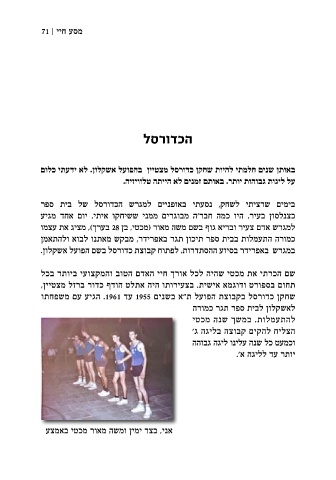 מסע חיי | 71
הכדורסל
באותן שנים חלמתי להיות שחקן כדורסל מצטיין בהפועל אשקלון. לא ידעתי כלום
על ליגות גבוהות יותר. באותם זמנים לא הייתה טלוויזיה.
בימים שרציתי לשחק, נסעתי באופניים למגרש הכדורסל של בית ספר
כצנלסון בעיר. היו כמה חבר'ה מבוגרים ממני ששיחקו איתי. יום אחד מגיע
למגרש אדם צעיר ובריא גוף בשם משה מאור (מכטי, בן 28 בערך), מציג את עצמו
כמורה התעמלות בבית ספר תיכון תגר באפרידר, מבקש מאתנו לבוא ולהתאמן
במגרש באפרידר בסיוע ההסתדרות, לפתוח קבוצת כדורסל בשם הפועל אשקלון.
שם הכרתי את מכטי שהיה לכל אורך חיי האדם הטוב והמקצועי ביותר בכל
תחום בספורט ודוגמא אישית. בצעירותו היה אתלט הודף כדור ברזל מצטיין,
שחקן כדורסל בקבוצת הפועל ת"א בשנים 1955 עד 1961. הגיע עם משפחתו
לאשקלון לבית ספר תגר כמורה
להתעמלות. במשך שנה מכטי
הצליח להקים קבוצה בליגה ג'
וכמעט כל שנה עלינו ליגה גבוהה
יותר עד לליגה א'.
אני, בצד ימין ומשה מאור מכטי באמצע